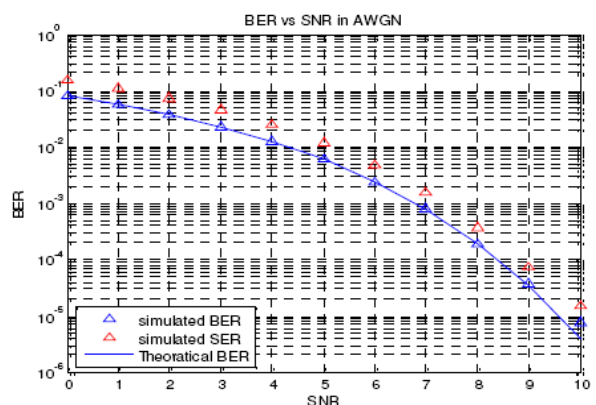 BER vs SNR in AWGN
10^0
10^-1
10^-2
10^-3
10^-4
10^-5
10^-6
BER
simulated BER
simulated SER
Theoratical BER
0 1 2 3 4 5 6 7 8 9 10
SNR